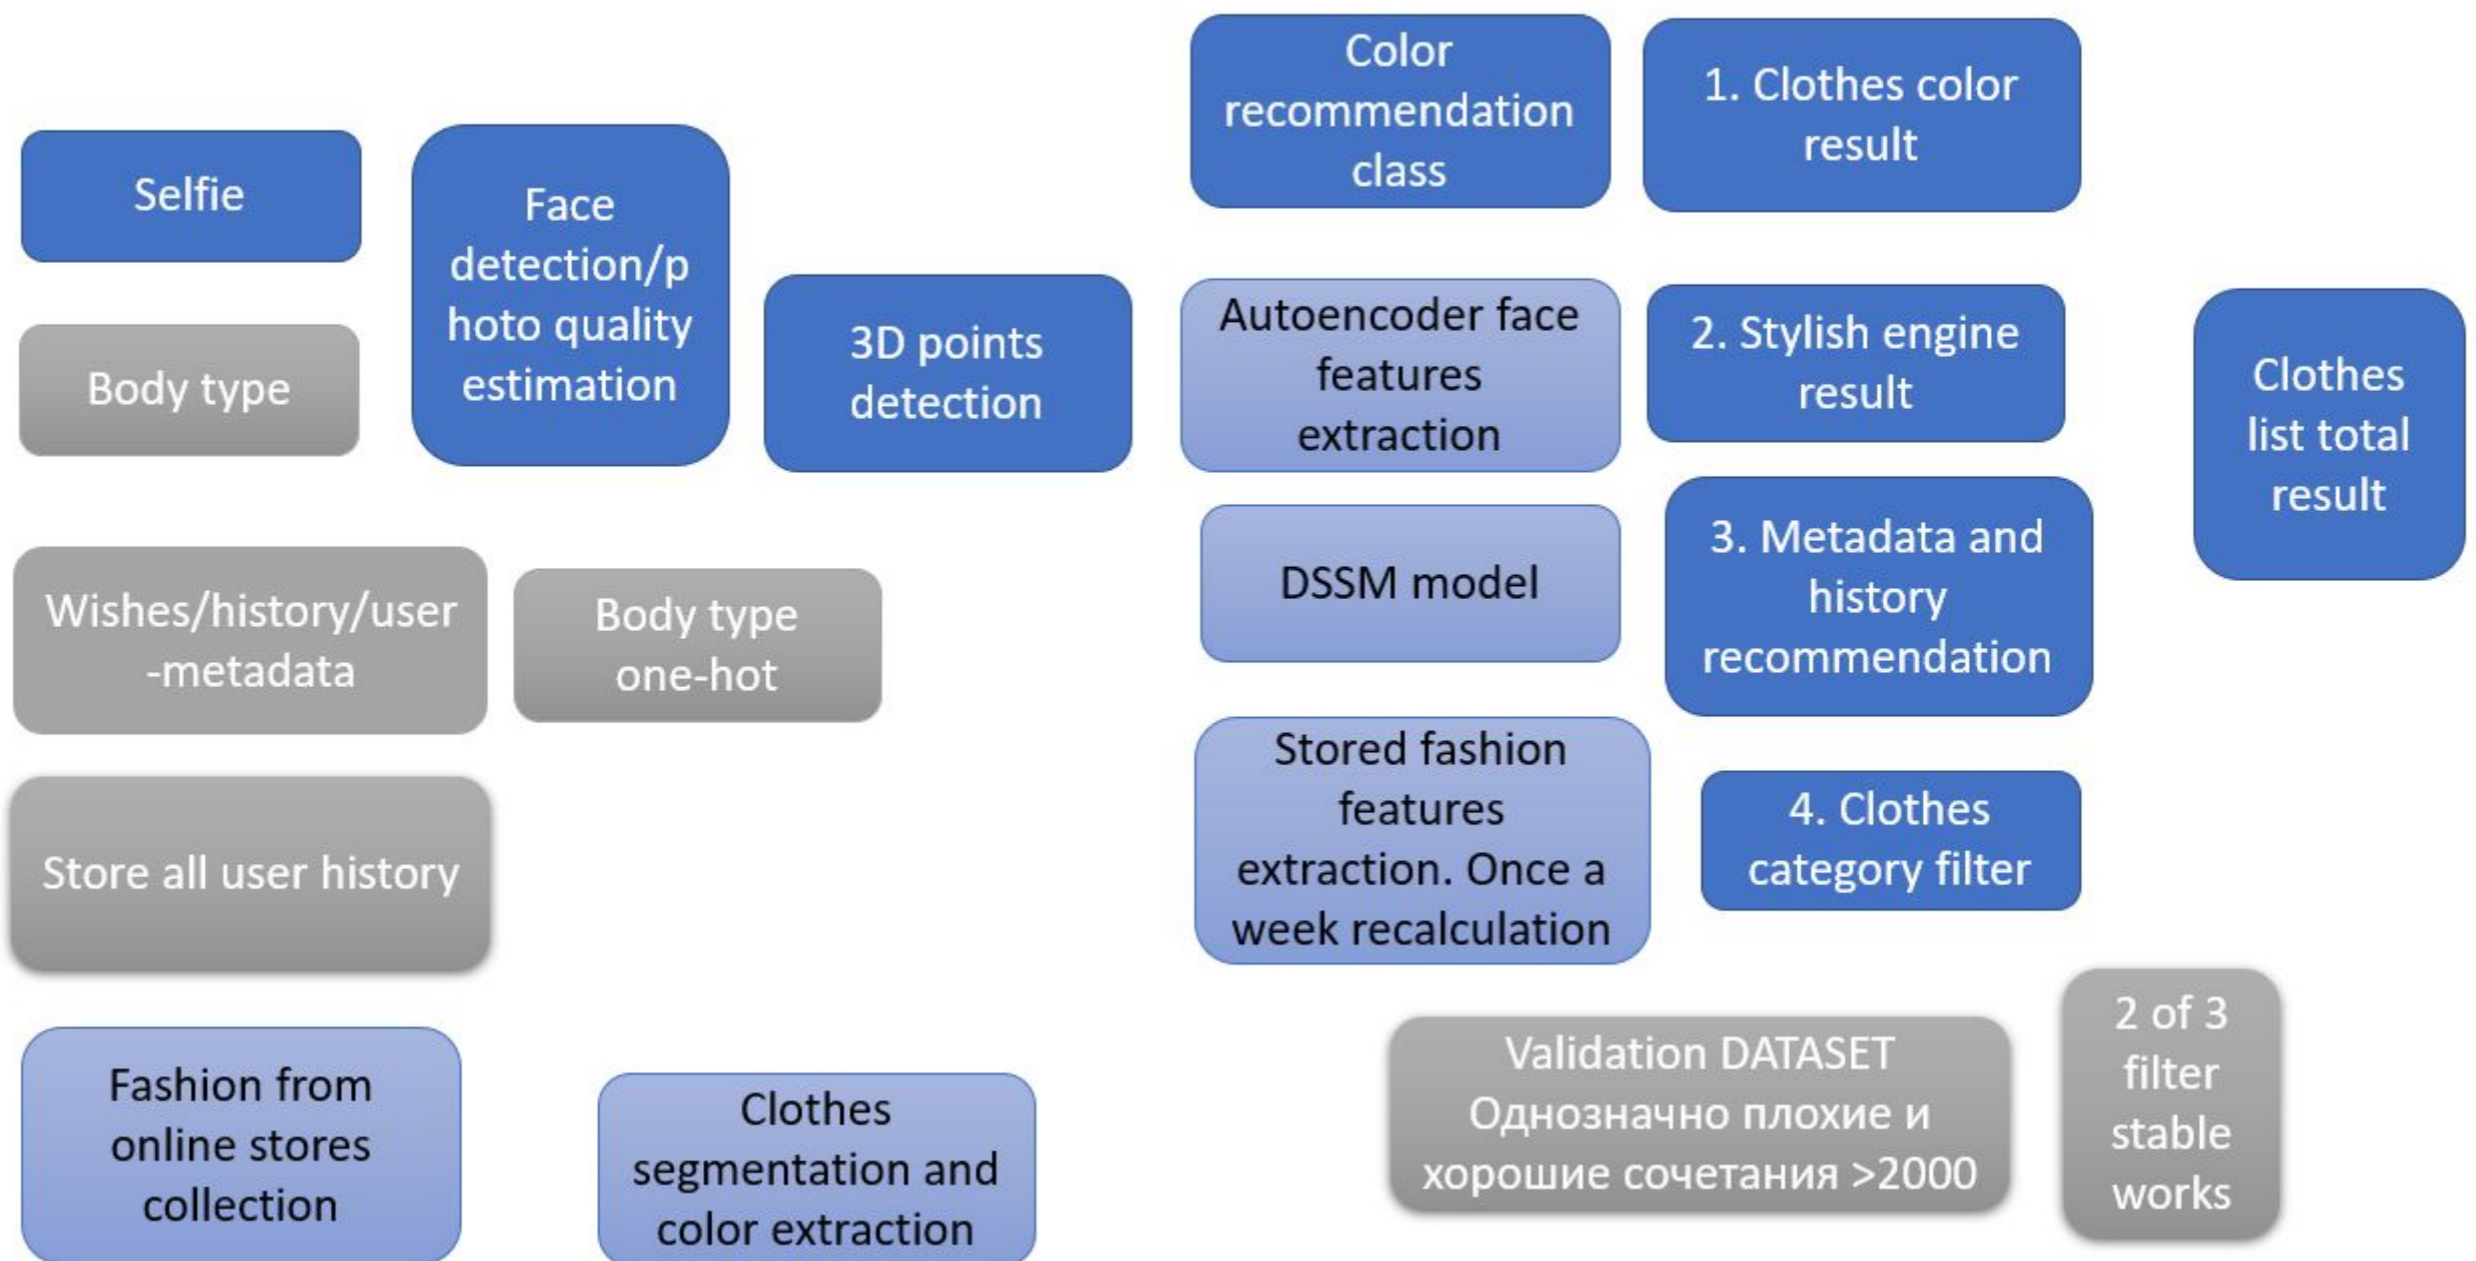 Selfie
Body type
Face
detection/p
hoto quality
estimation
3D points
detection
Wishes/history/user
-metadata
Body type
one-hot
Store all user history
Fashion from
online stores
collection
Clothes
segmentation and
color extraction
Color
recommendation
class
1. Clothes color
result
Autoencoder face
features
extraction
2. Stylish engine
result
DSSM model
3. Metadata and
history
recommendation
Stored fashion
features
extraction. Once a
week recalculation
4. Clothes
category filter
Clothes
list total
result
Validation DATASET
Однозначно плохие и
хорошие сочетания >2000
2 of 3
filter
stable
works